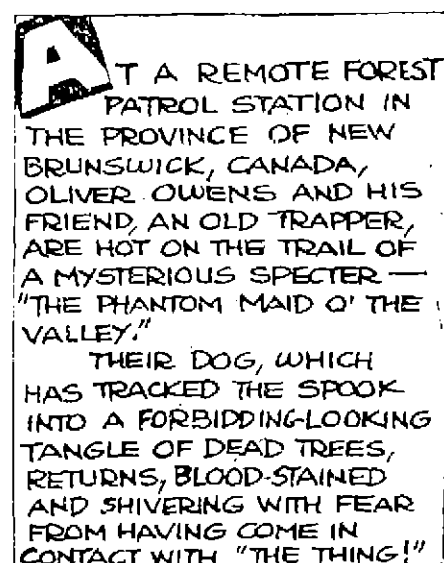 AT A REMOTE FOREST
PATROL STATION IN
THE PROVINCE OF NEW
BRUNSWICK, CANADA,
OLIVER OWENS AND HIS
FRIEND, AN OLD TRAPPER,
ARE HOT ON THE TRAIL OF
A MYSTERIOUS SPECTER —
"THE PHANTOM MAID O' THE
VALLEY."
THEIR DOG, WHICH
HAS TRACKED THE SPOOK
INTO A FORBIDDING-LOOKING
TANGLE OF DEAD TREES,
RETURNS, BLOOD-STAINED
AND SHIVERING WITH FEAR
FROM HAVING COME IN
CONTACT WITH "THE THING!"